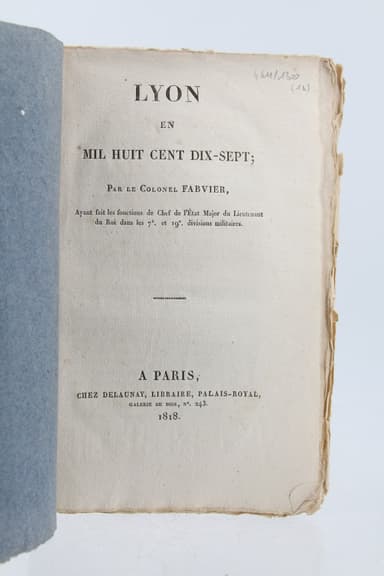 LYON
EN
MIL HUIT CENT DIX-SEPT;
PAR LE COLONEL FABVIER,
Ayant fait les fonctions de Chef de l'État Major du Lieutenant
du Roi dans les 7e. et 19e. divisions militaires.
A PARIS,
CHEZ DELAUNAY, LIBRAIRE, PALAIS-ROYAL,
GALERIE DE BOIS, No. 243.
1818.